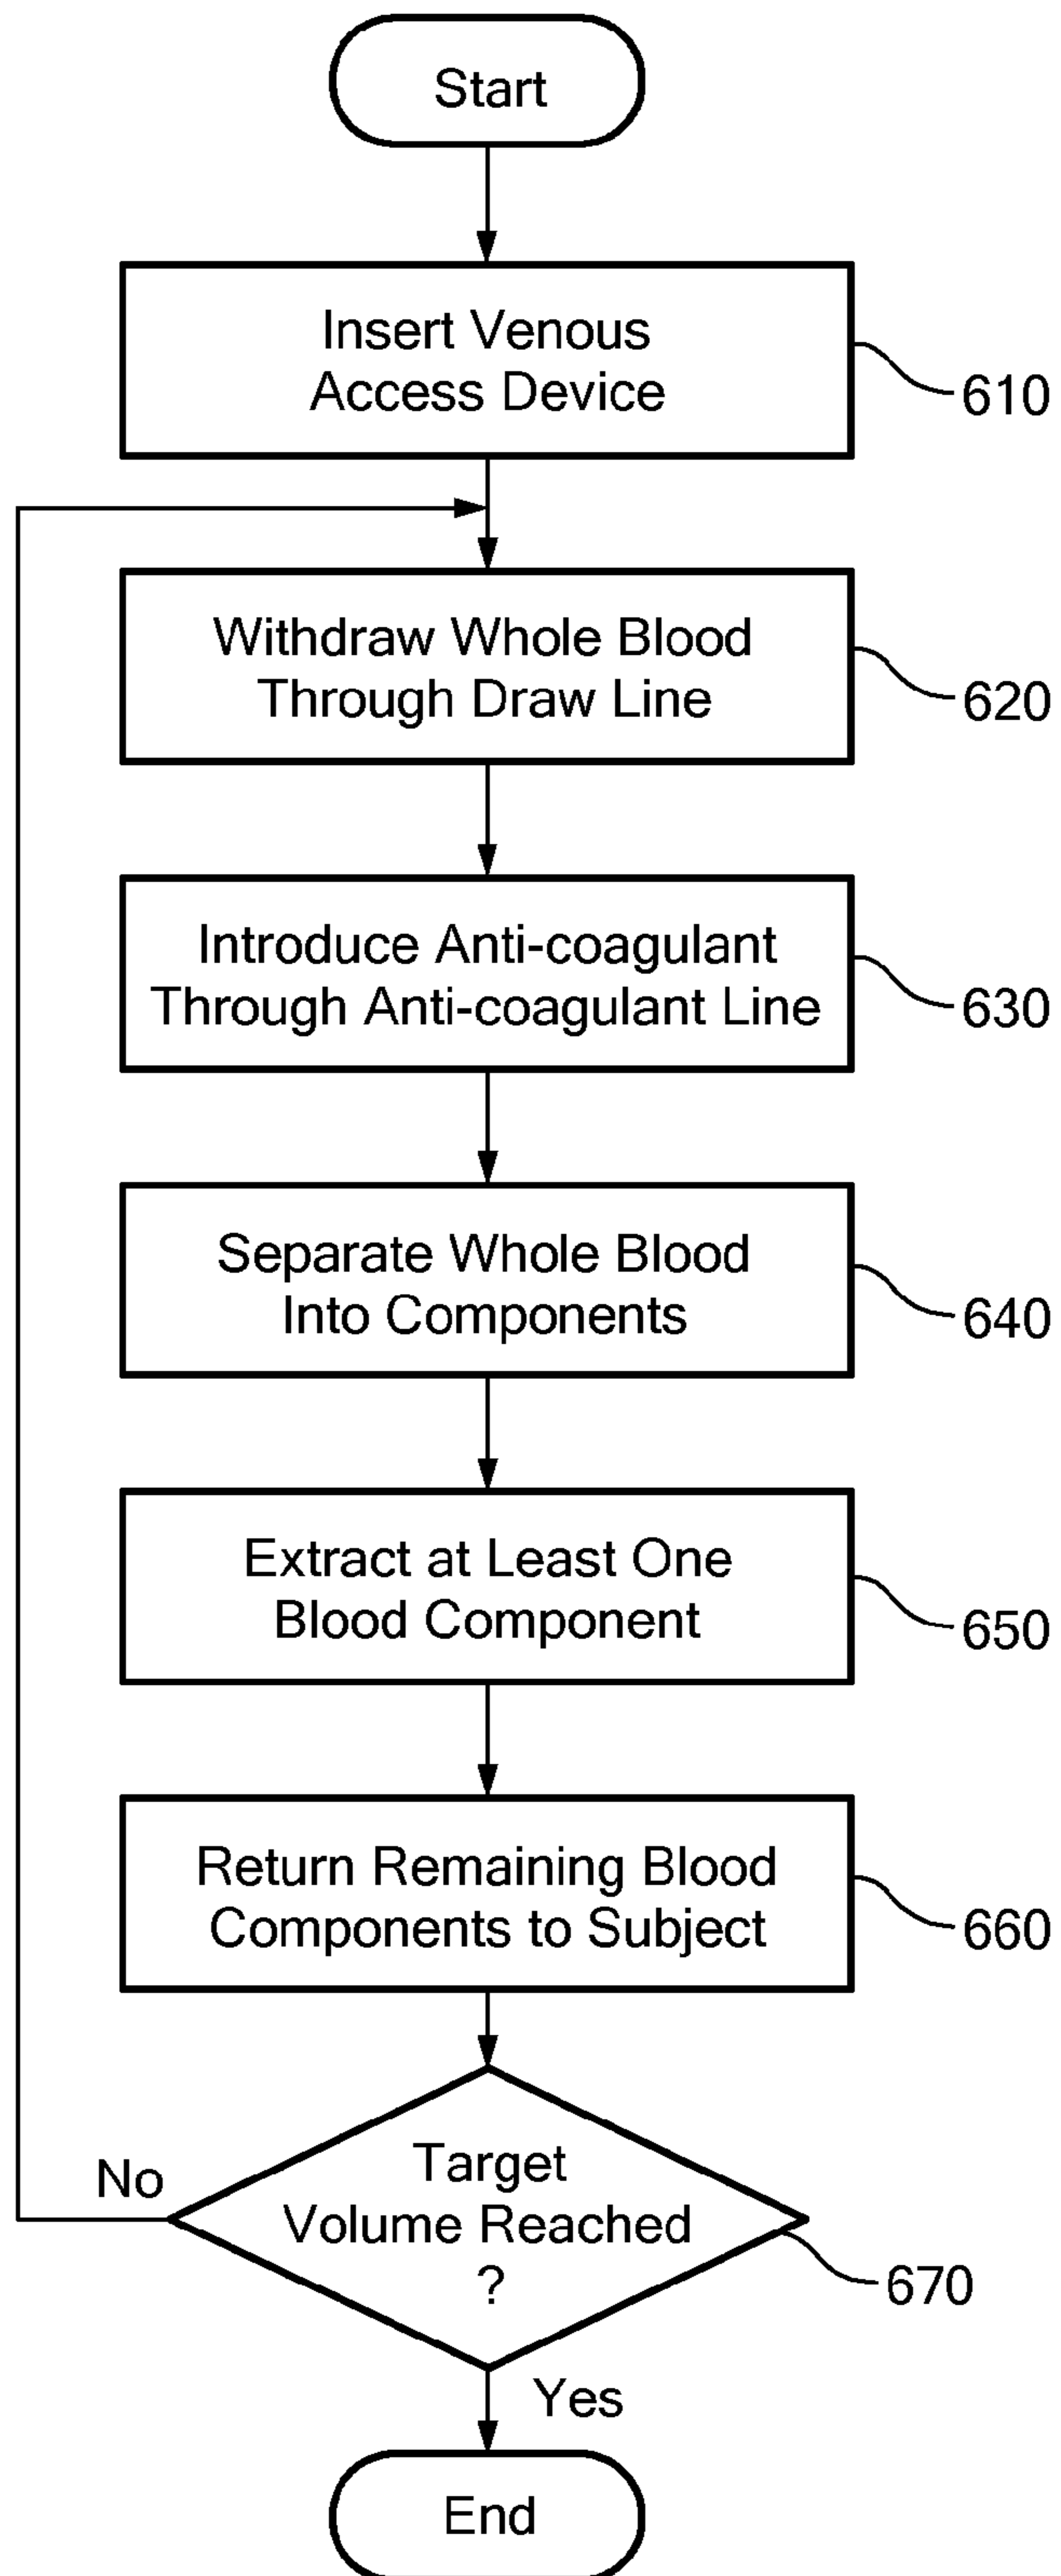 Start
Insert Venous
Access Device
610
Withdraw Whole Blood
Through Draw Line
620
Introduce Anti-coagulant
Through Anti-coagulant Line
630
Separate Whole Blood
Into Components
640
Extract at Least One
Blood Component
650
Return Remaining Blood
Components to Subject
660
No
Target
Volume Reached
?
670
Yes
End